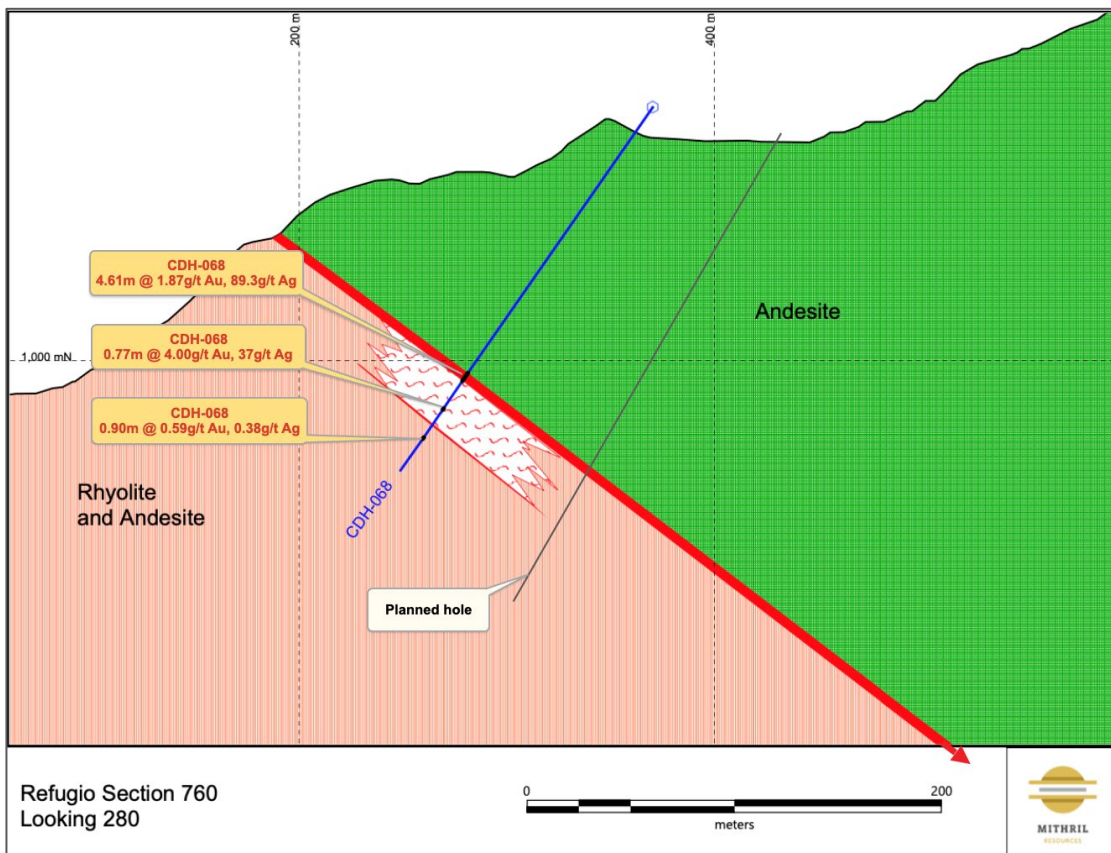 200 m
400 m
CDH-068
4.61m @ 1.87g/t Au, 89.3g/t Ag
Andesite
CDH-068
0.77m @ 4.00g/t Au, 37g/t Ag
1,000 mN
CDH-068
0.90m @ 0.59g/t Au, 0.38g/t Ag
Rhyolite
and Andesite
CDH-068
Planned hole
Refugio Section 760
Looking 280
0
200
meters
MITHRIL
RESOURCES